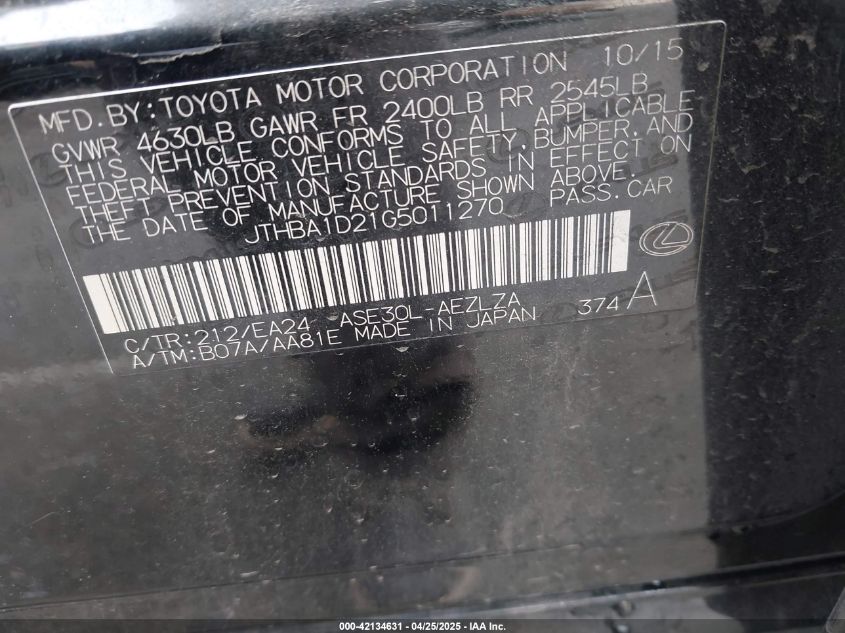 MFD.BY:TOYOTA MOTOR CORPORATION 10/15
GVWR 4630LB GAWR FR 2400LB RR 2545LB
THIS VEHICLE CONFORMS TO ALL APPLICABLE
FEDERAL MOTOR VEHICLE SAFETY,BUMPER,AND
THEFT PREVENTION STANDARDS IN EFFECT ON
THE DATE OF MANUFACTURE SHOWN ABOVE.
JTHBA1D21G5011270 PASS.CAR
C/TR:212/EA24 ASE30L-AEZLZA 374A
A/TM:B07A/AA81E MADE IN JAPAN
000-42134631 - 04/25/2025 - IAA Inc.